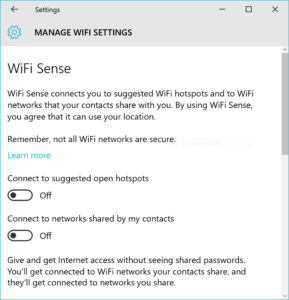 Settings
MANAGE WIFI SETTINGS
WiFi Sense
WiFi Sense connects you to suggested WiFi hotspots and to WiFi
networks that your contacts share with you. By using WiFi Sense,
you agree that it can use your location.
Remember, not all WiFi networks are secure.
Learn more
Connect to suggested open hotspots
Off
Connect to networks shared by my contacts
Off
Give and get Internet access without seeing shared passwords.
You'll get connected to WiFi networks your contacts share, and
they'll get connected to networks you share.